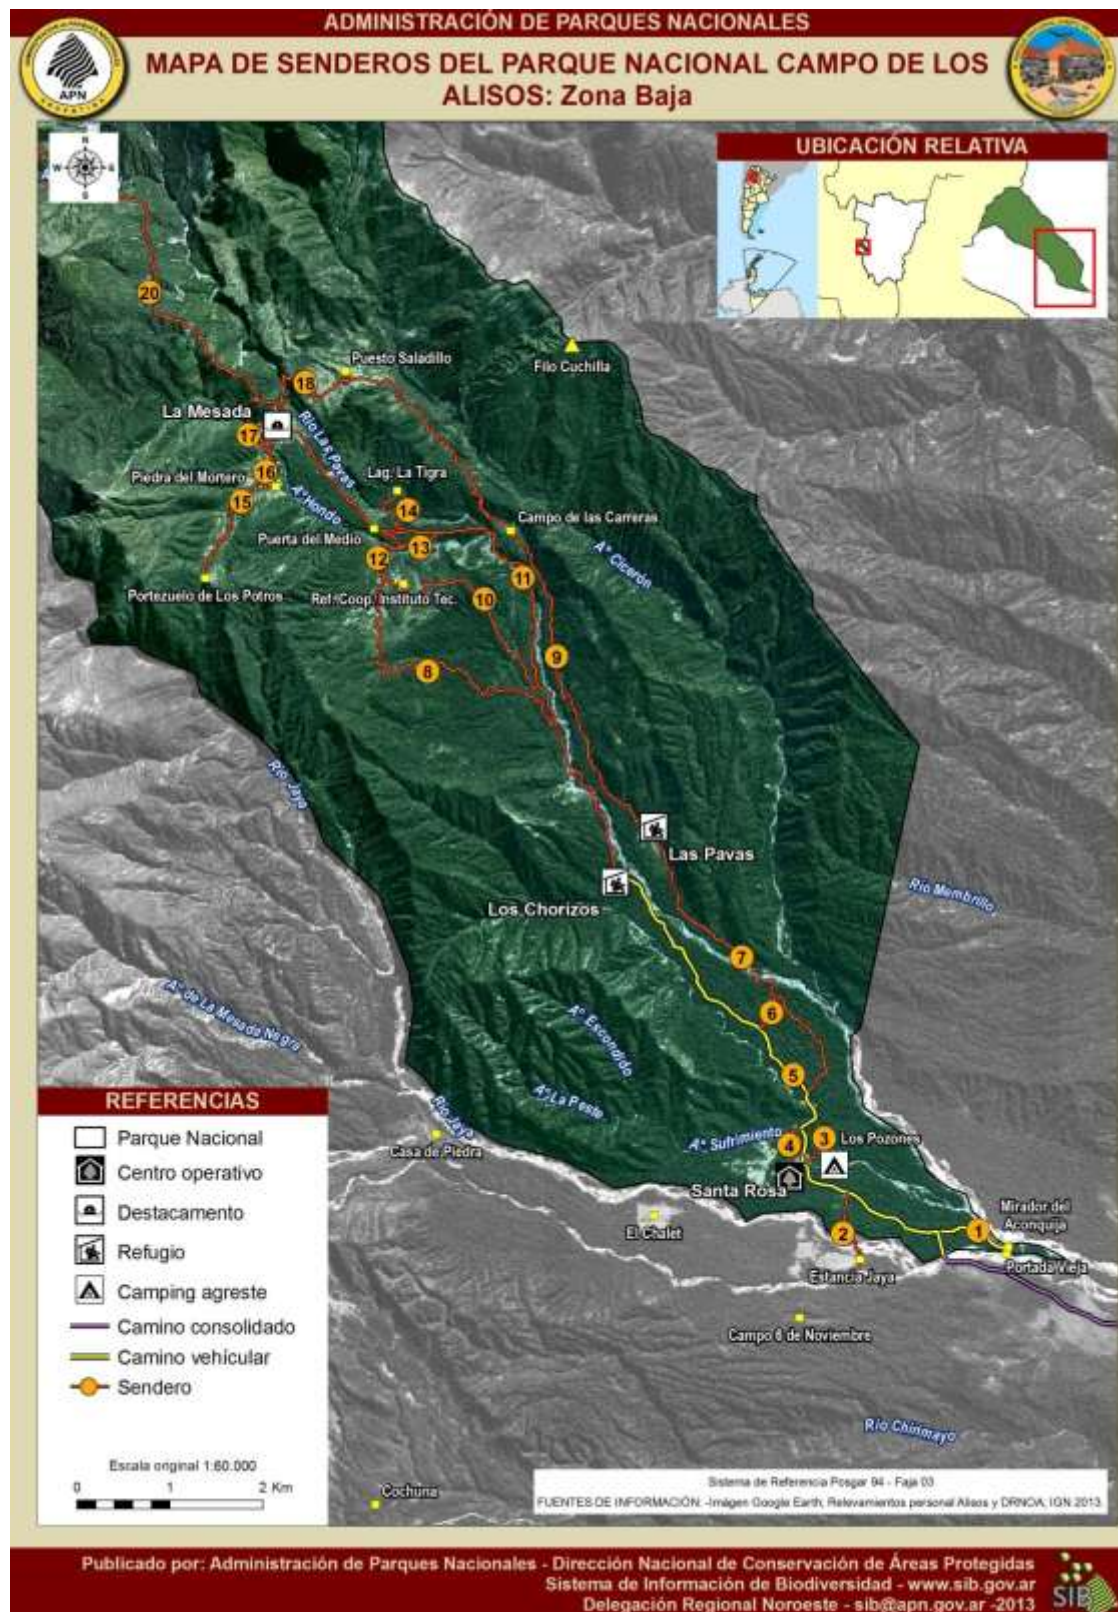 ADMINISTRACIÓN DE PARQUES NACIONALES
MAPA DE SENDEROS DEL PARQUE NACIONAL CAMPO DE LOS
ALISOS: Zona Baja
APN
ARGENTINA
N
W E
S
UBICACIÓN RELATIVA
20
Filo Cuchilla
Puesto Saladillo
18
La Mesada
17
Río Las Pavas
16
Piedra del Mortero
Lag. La Tigra
15
Aº Hondo
14
Campo de las Carreras
Puerta del Medio
13
12
Aº Cicerón
11
Portezuelo de Los Potros
Ref. Coop. Instituto Tec.
10
9
8
Río Jaya
Las Pavas
Río Membrillo
Los Chorizos
7
Aº de La Mesada Negra
6
Aº Escondido
5
Aº La Peste
Río Jaya
Aº Sufrimiento
4
3
Los Pozones
Casa de Piedra
Santa Rosa
Mirador del
Aconquija
El Chalet
2
1
Portada Vieja
Estancia Jaya
Campo 6 de Noviembre
Río Chirimayo
Cochuna
REFERENCIAS
Parque Nacional
Centro operativo
Destacamento
Refugio
Camping agreste
Camino consolidado
Camino vehícular
Sendero
Escala original 1:60.000
0 1 2 Km
Sistema de Referencia Posgar 94 - Faja 03
FUENTES DE INFORMACIÓN: -Imágen Google Earth, Relevamientos personal Alisos y DRNOA, IGN 2013.
Publicado por: Administración de Parques Nacionales - Dirección Nacional de Conservación de Áreas Protegidas
Sistema de Información de Biodiversidad - www.sib.gov.ar
Delegación Regional Noroeste - sib@apn.gov.ar -2013
SIB